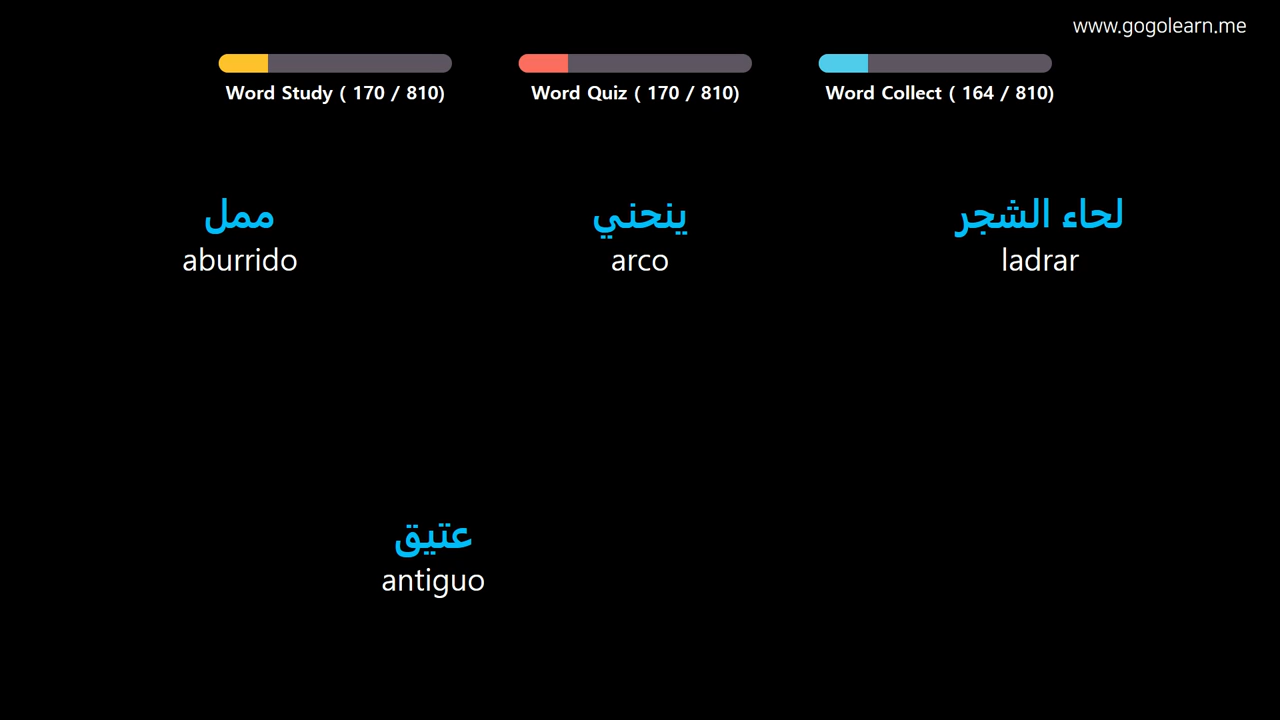 www.gogolearn.me
Word Study ( 170 / 810)
Word Quiz ( 170 / 810)
Word Collect ( 164 / 810)
ممل
aburrido
ينحني
arco
لحاء الشجر
ladrar
عتيق
antiguo